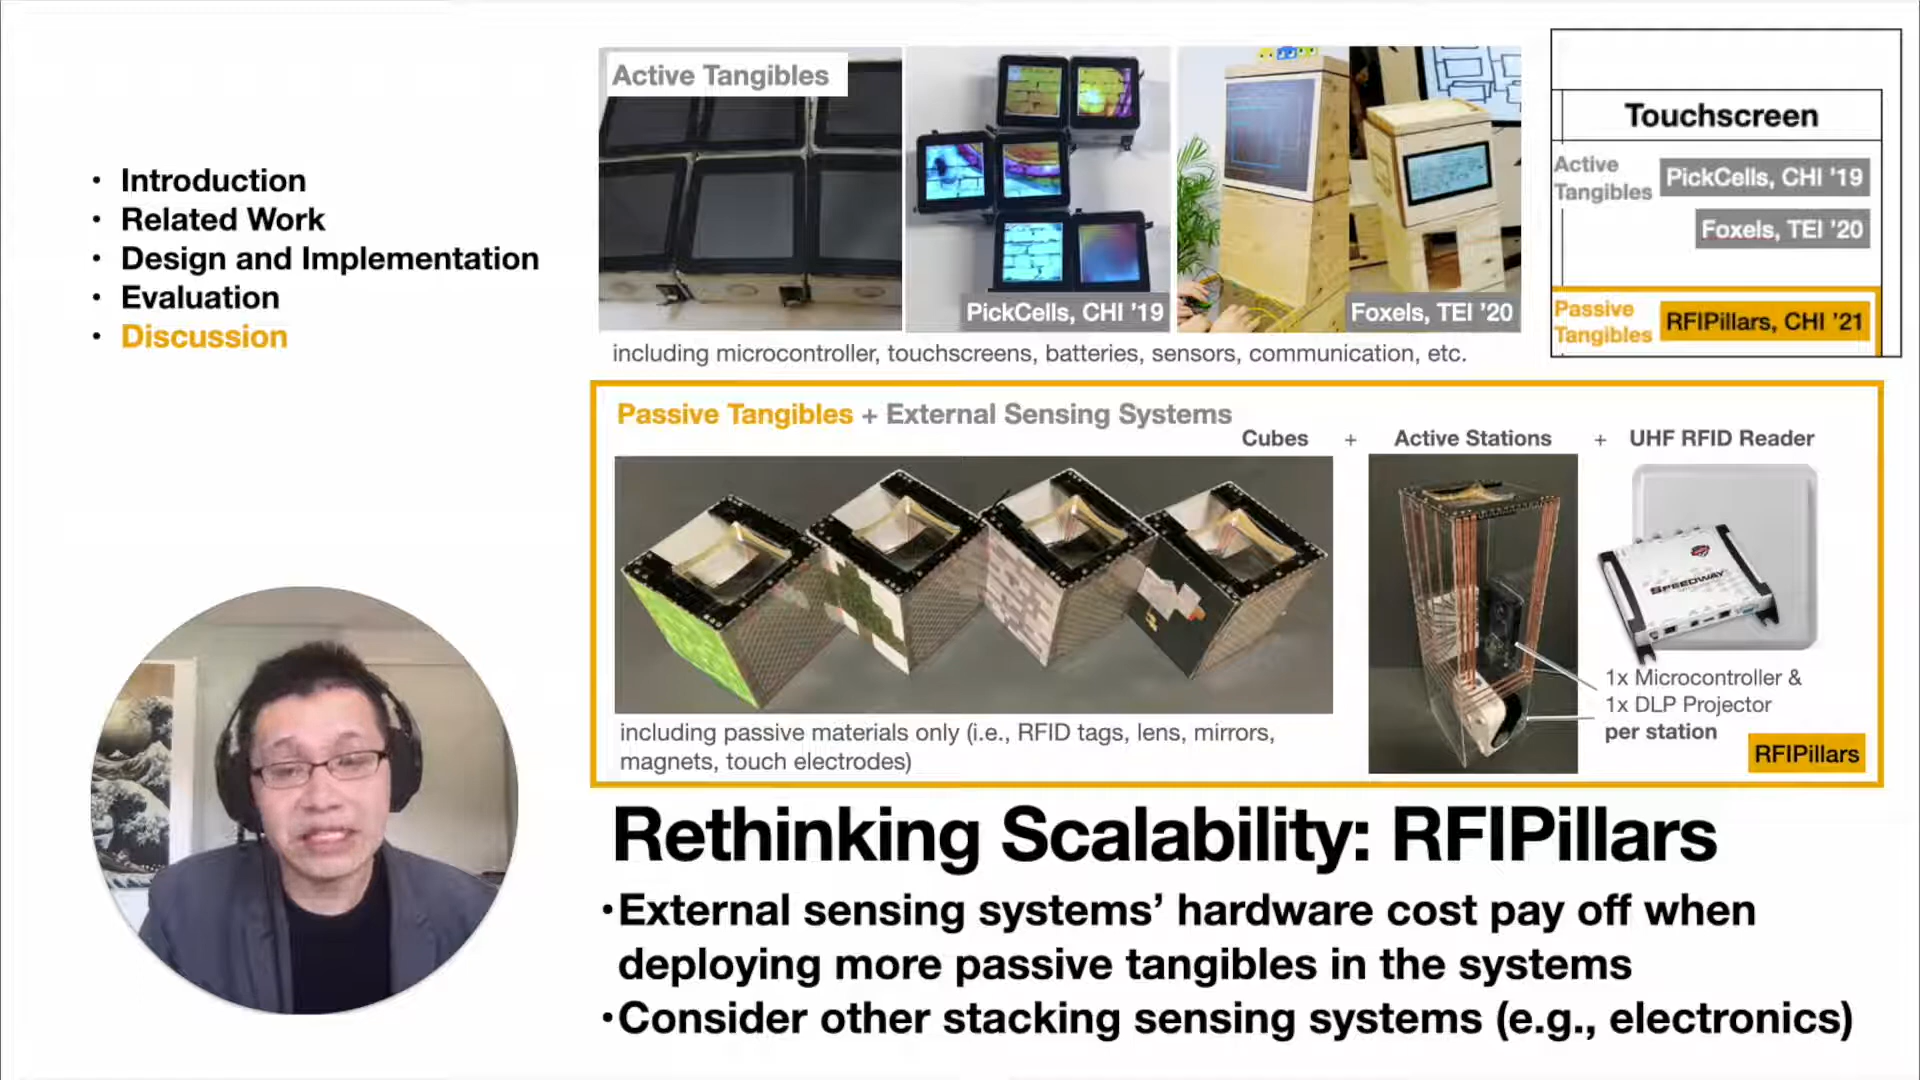 • Introduction
• Related Work
• Design and Implementation
• Evaluation
• Discussion
Active Tangibles
PickCells, CHI ’19
Foxels, TEI ’20
including microcontroller, touchscreens, batteries, sensors, communication, etc.
Touchscreen
Active
Tangibles
PickCells, CHI ’19
Foxels, TEI ’20
Passive
Tangibles
RFIPillars, CHI ’21
Passive Tangibles + External Sensing Systems
Cubes + Active Stations + UHF RFID Reader
SPEEDWAY
including passive materials only (i.e., RFID tags, lens, mirrors,
magnets, touch electrodes)
1x Microcontroller &
1x DLP Projector
per station
RFIPillars
Rethinking Scalability: RFIPillars
•External sensing systems’ hardware cost pay off when
deploying more passive tangibles in the systems
•Consider other stacking sensing systems (e.g., electronics)